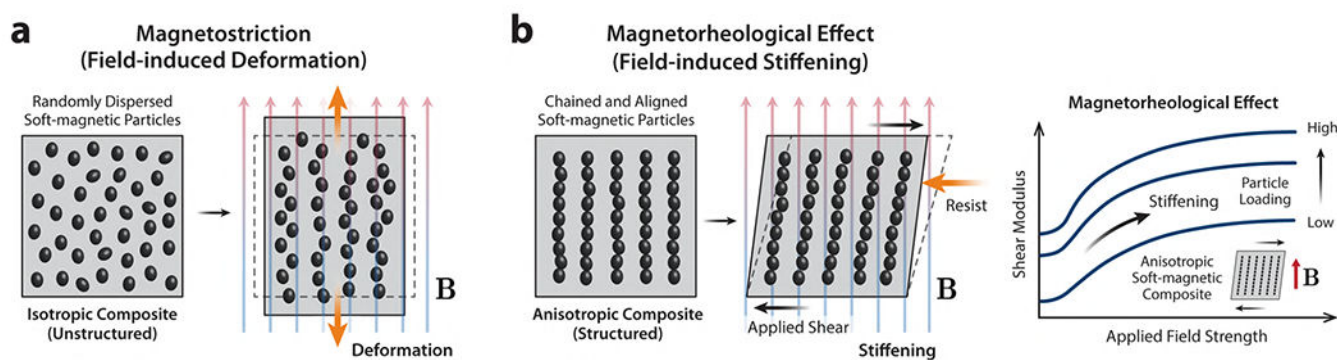 a
Magnetostriction
(Field-induced Deformation)
Randomly Dispersed
Soft-magnetic Particles
Isotropic Composite
(Unstructured)
B
Deformation
b
Magnetorheological Effect
(Field-induced Stiffening)
Chained and Aligned
Soft-magnetic Particles
Anisotropic Composite
(Structured)
Resist
B
Applied Shear
Stiffening
Magnetorheological Effect
High
Particle
Loading
Low
Stiffening
Shear Modulus
Anisotropic
Soft-magnetic
Composite
B
Applied Field Strength